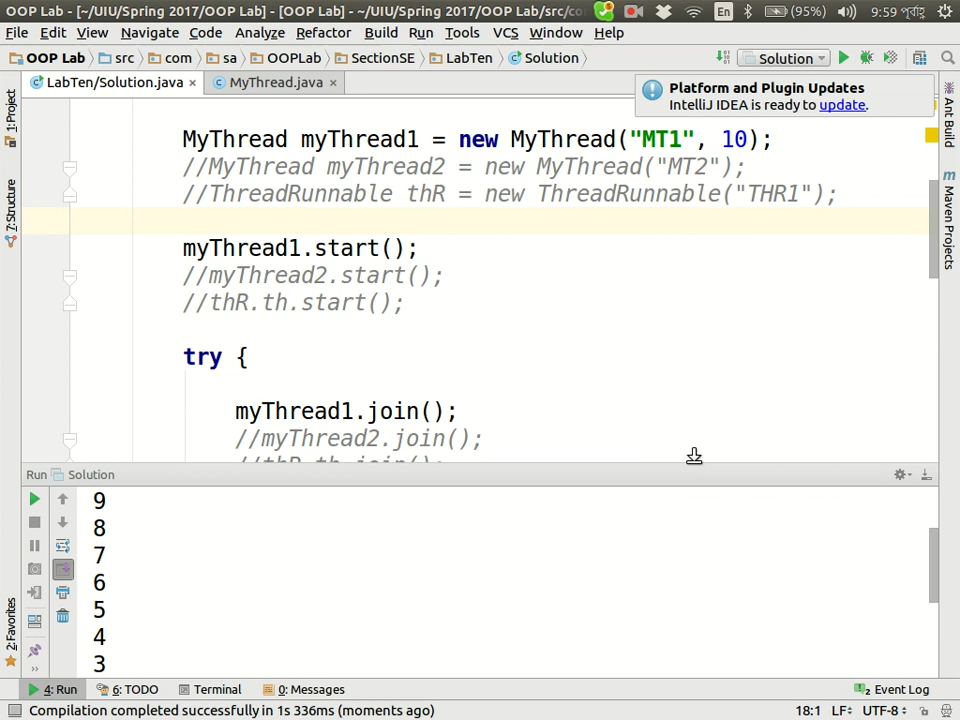 OOP Lab - [~/UIU/Spring 2017/OOP Lab] - [OOP Lab] - ~/UIU/Spring 2017/OOP Lab/src/co
En (95%) 9:59 পূর্বাহ্ণ
File Edit View Navigate Code Analyze Refactor Build Run Tools VCS Window Help
OOP Lab src com sa OOPLab SectionSE LabTen Solution Solution
LabTen/Solution.java MyThread.java
Platform and Plugin Updates
IntelliJ IDEA is ready to update.
1: Project
7: Structure
2: Favorites
Ant Build
Maven Projects
MyThread myThread1 = new MyThread("MT1", 10);
//MyThread myThread2 = new MyThread("MT2");
//ThreadRunnable thR = new ThreadRunnable("THR1");
myThread1.start();
//myThread2.start();
//thR.th.start();
try {
myThread1.join();
//myThread2.join();
//thR.th.join();
Run Solution
9
8
7
6
5
4
3
4: Run 6: TODO Terminal 0: Messages Event Log
Compilation completed successfully in 1s 336ms (moments ago) 18:1 LF UTF-8